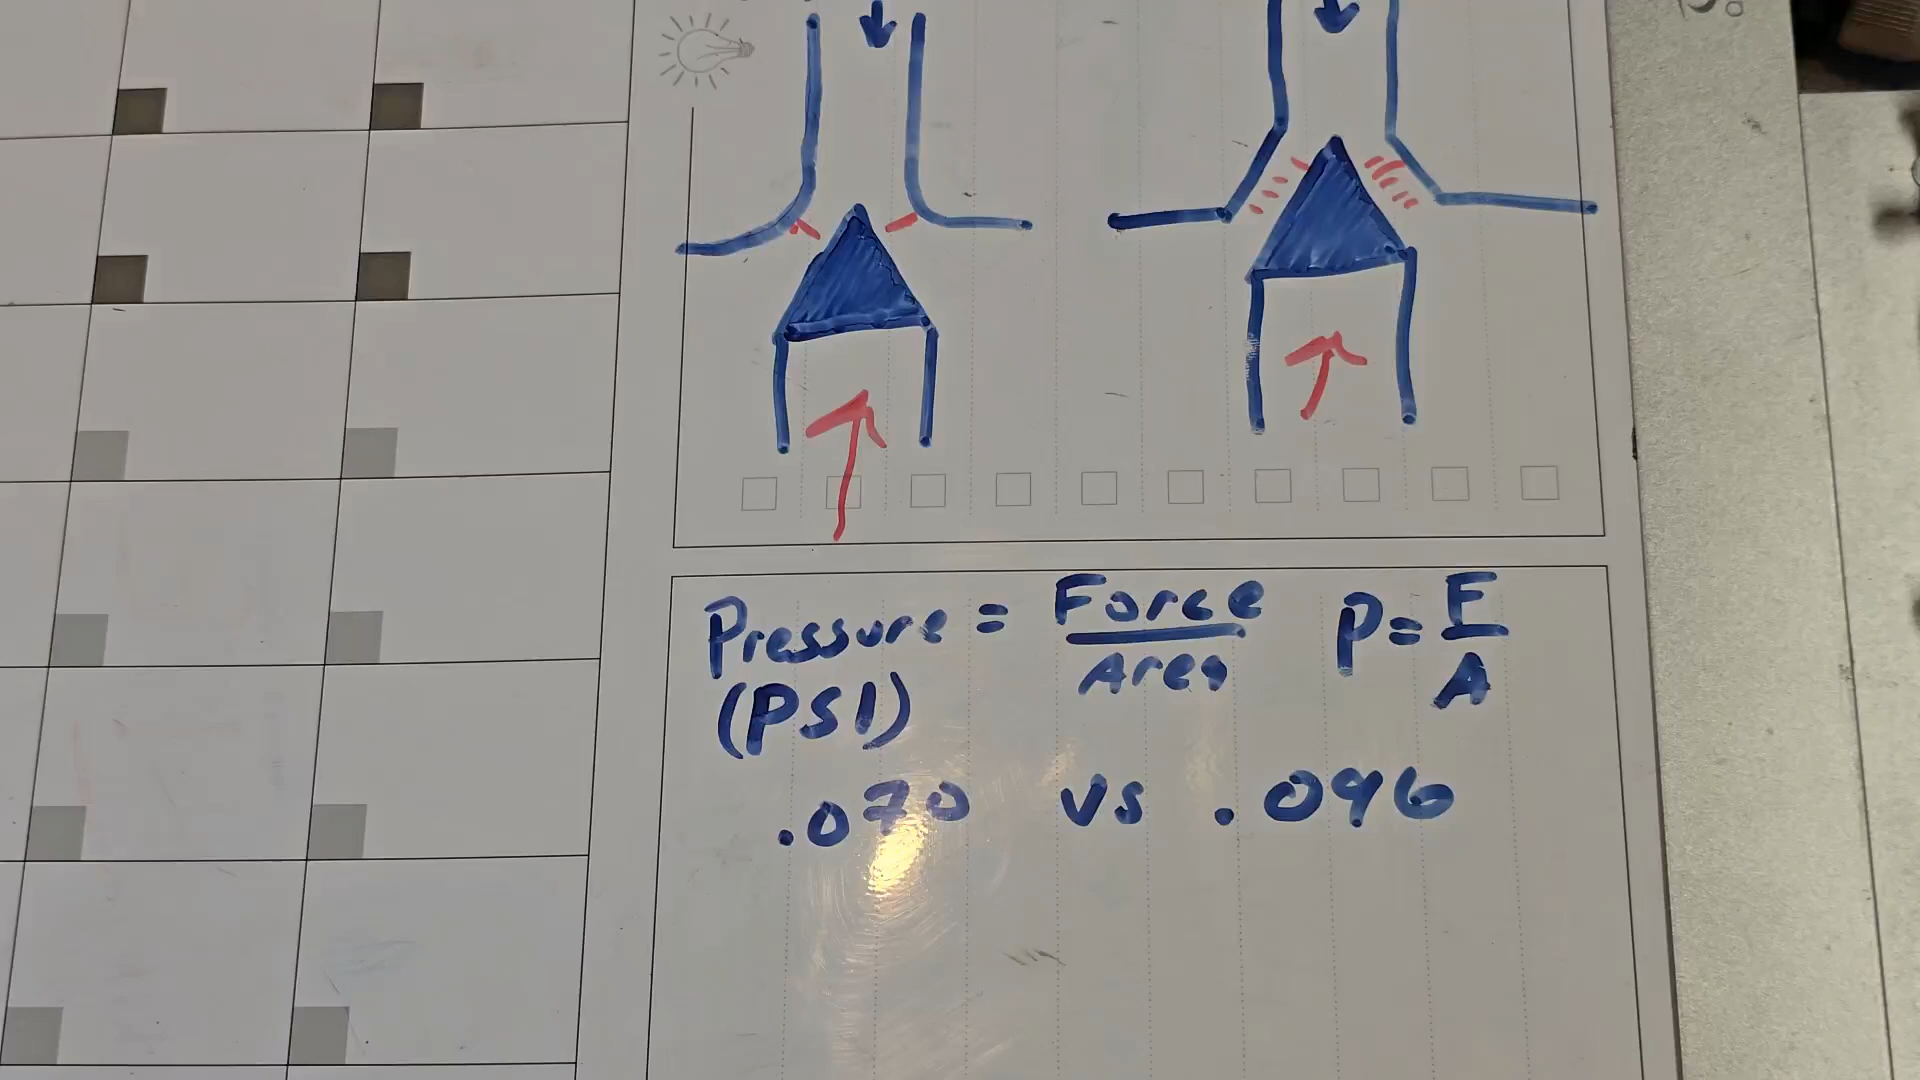 Pressure = Force / Area P = F / A
(PSI)
.070 vs .096